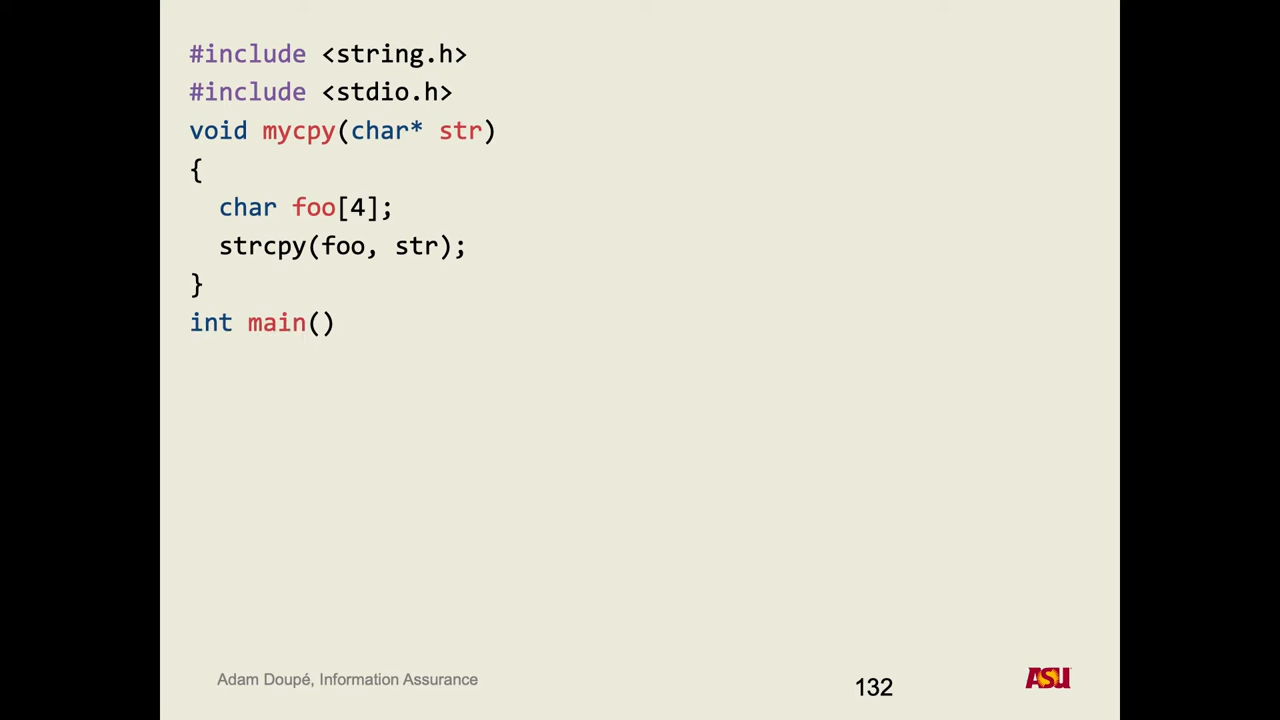 #include <string.h>
#include <stdio.h>
void mycpy(char* str)
{
  char foo[4];
  strcpy(foo, str);
}
int main()
Adam Doupé, Information Assurance
132
ASU